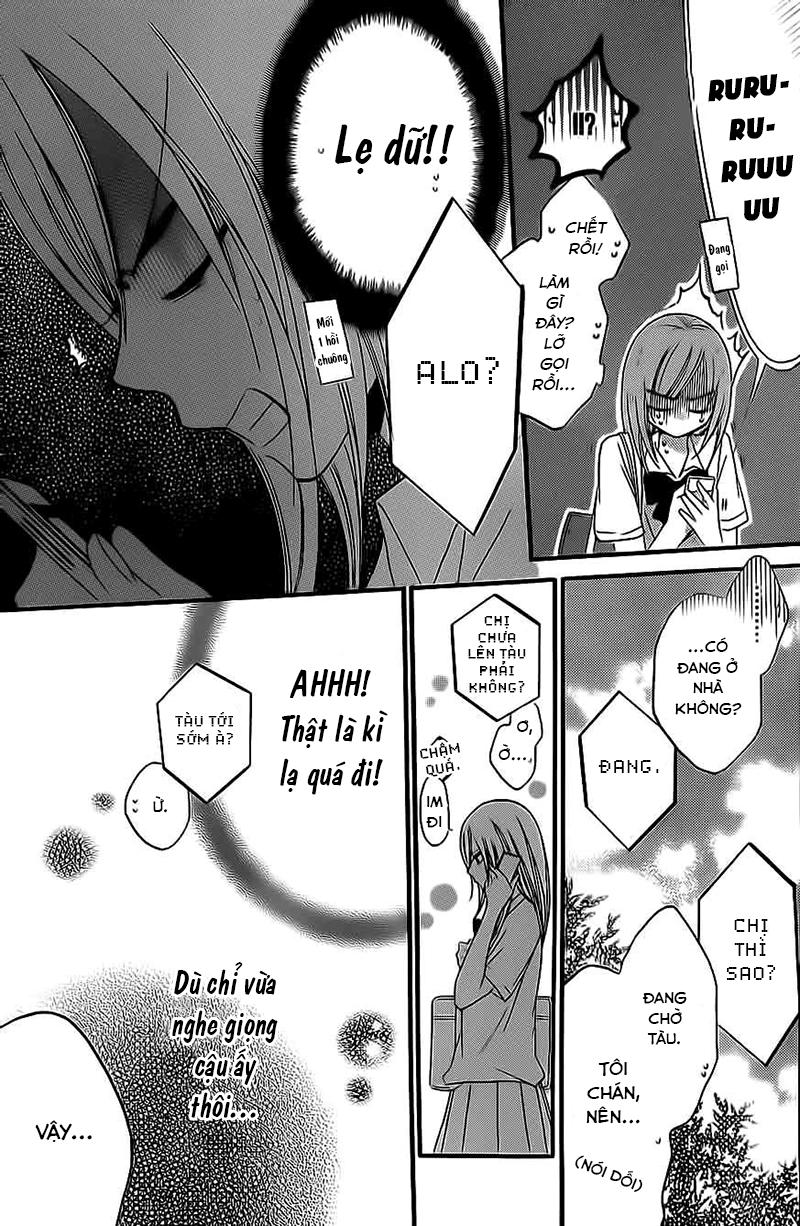 RURU-
RU-
RUUU
UU
Đang
gọi
!!?
CHẾT
RỒI!
LÀM
GÌ
ĐÂY?
LỠ
GỌI
RỒI...
Lẹ dữ!!
Mới
1 hồi
chuông
ALO?
...CÓ
ĐANG Ở
NHÀ
KHÔNG?
ĐANG.
CHỊ
THÌ
SAO?
ĐANG
CHỜ
TÀU.
TÔI
CHÁN,
NÊN...
(NÓI DỐI)
CHỊ
CHƯA
LÊN TÀU
PHẢI
KHÔNG?
Ơ,
Ờ...
CHẬM
QUÁ.
IM
ĐI
AHHH!
Thật là kì
lạ quá đi!
TÀU TỚI
SỚM À?
Ừ.
Dù chỉ vừa
nghe giọng
cậu ấy
thôi...
VẬY...